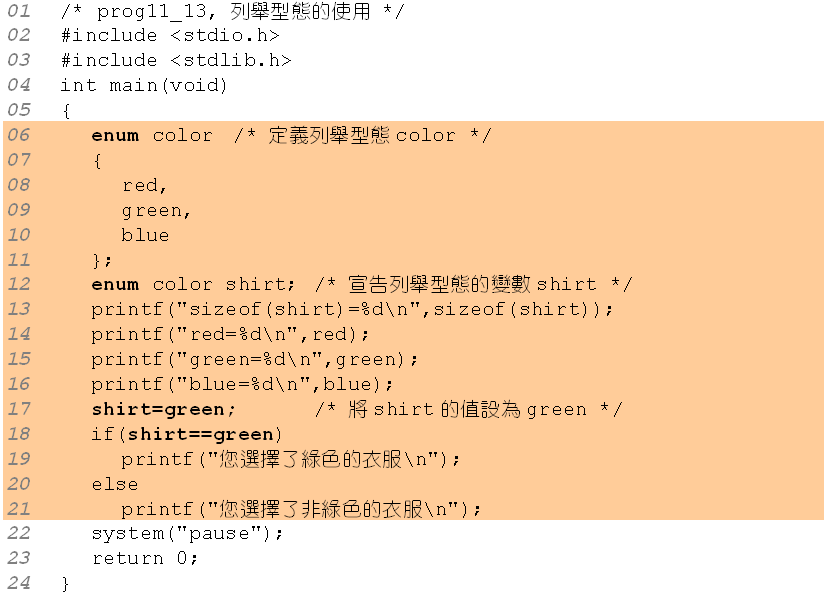 01 /* prog11_13, 列舉型態的使用 */
02 #include <stdio.h>
03 #include <stdlib.h>
04 int main(void)
05 {
06 enum color /* 定義列舉型態 color */
07 {
08 red,
09 green,
10 blue
11 };
12 enum color shirt; /* 宣告列舉型態的變數 shirt */
13 printf("sizeof(shirt)=%d\n",sizeof(shirt));
14 printf("red=%d\n",red);
15 printf("green=%d\n",green);
16 printf("blue=%d\n",blue);
17 shirt=green; /* 將 shirt 的值設為 green */
18 if(shirt==green)
19 printf("您選擇了綠色的衣服\n");
20 else
21 printf("您選擇了非綠色的衣服\n");
22 system("pause");
23 return 0;
24 }